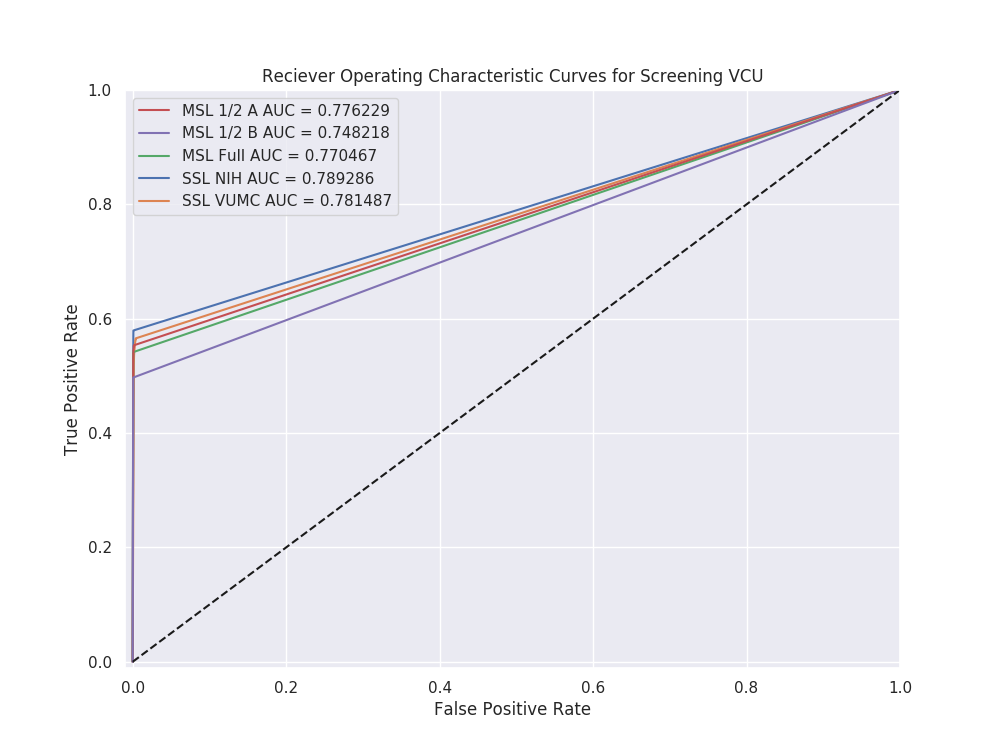 Reciever Operating Characteristic Curves for Screening VCU
MSL 1/2 A AUC = 0.776229
MSL 1/2 B AUC = 0.748218
MSL Full AUC = 0.770467
SSL NIH AUC = 0.789286
SSL VUMC AUC = 0.781487
1.0
0.8
0.6
0.4
0.2
0.0
True Positive Rate
0.0 0.2 0.4 0.6 0.8 1.0
False Positive Rate